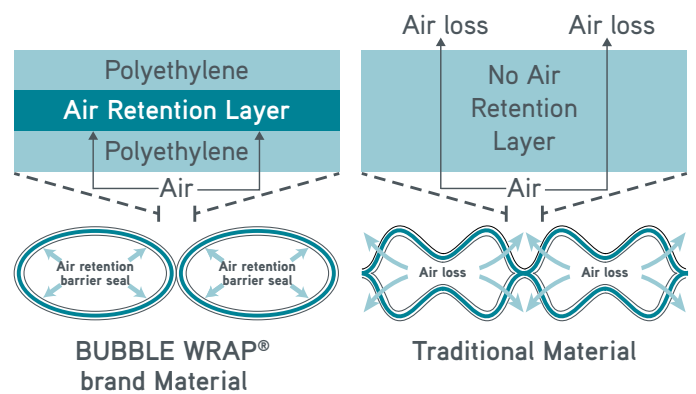 Air loss
Air loss
Polyethylene
Air Retention Layer
Polyethylene
Air
No Air
Retention
Layer
Air
Air retention
barrier seal
Air retention
barrier seal
Air loss
Air loss
BUBBLE WRAP®
brand Material
Traditional Material